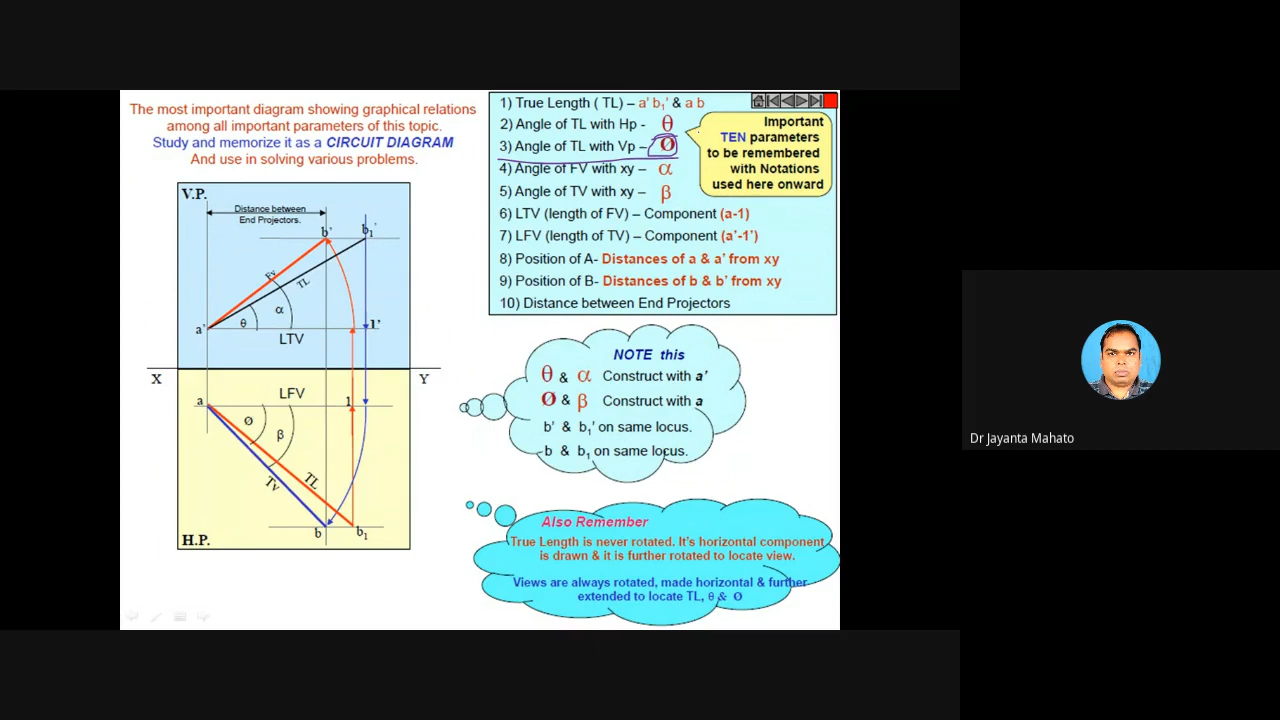 The most important diagram showing graphical relations
among all important parameters of this topic.
Study and memorize it as a CIRCUIT DIAGRAM
And use in solving various problems.
V.P.
Distance between
End Projectors.
b’
b₁’
Fv
TL
a’
θ
α
1’
LTV
X
Y
LFV
a
1
Ø
β
TL
Tv
b
b₁
H.P.
1) True Length ( TL) – a’ b₁’ & a b
2) Angle of TL with Hp - θ
3) Angle of TL with Vp – Ø
4) Angle of FV with xy – α
5) Angle of TV with xy – β
6) LTV (length of FV) – Component (a-1)
7) LFV (length of TV) – Component (a’-1’)
8) Position of A- Distances of a & a’ from xy
9) Position of B- Distances of b & b’ from xy
10) Distance between End Projectors
Important
TEN parameters
to be remembered
with Notations
used here onward
NOTE this
θ & α Construct with a’
Ø & β Construct with a
b’ & b₁’ on same locus.
b & b₁ on same locus.
Also Remember
True Length is never rotated. It’s horizontal component
is drawn & it is further rotated to locate view.
Views are always rotated, made horizontal & further
extended to locate TL, θ & Ø
Dr Jayanta Mahato